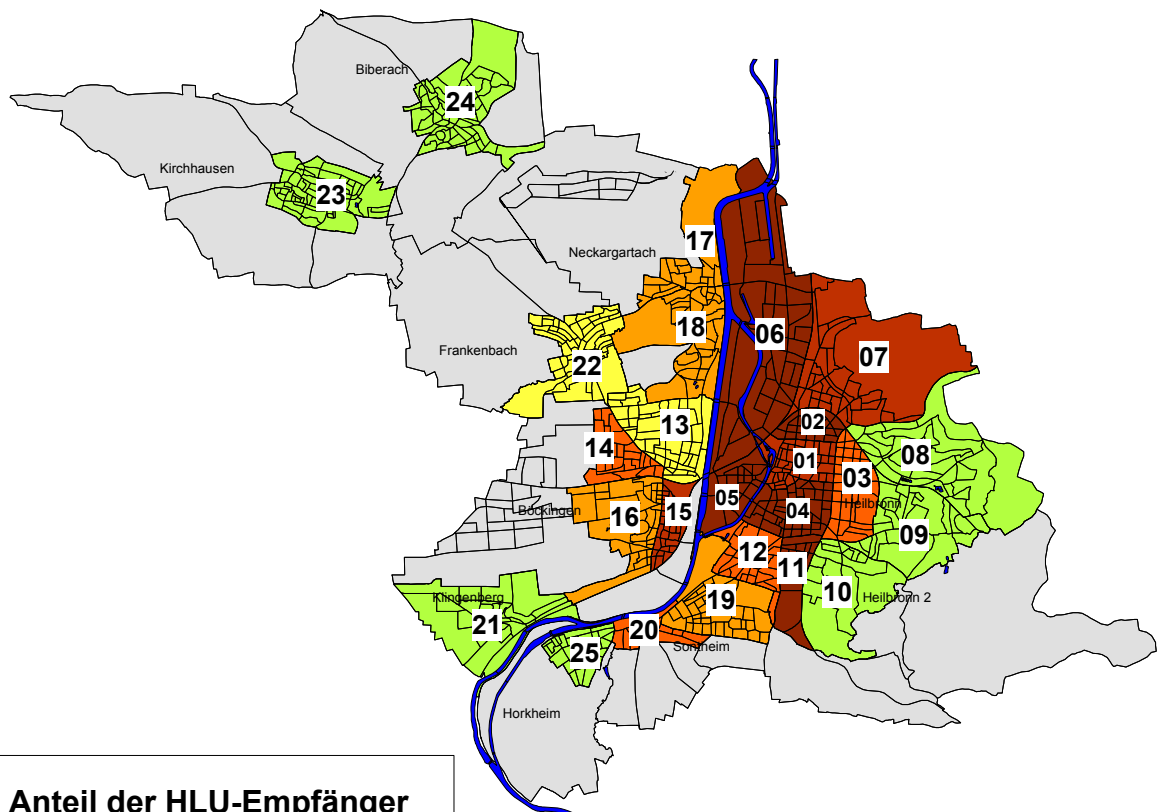 Biberach
24
Kirchhausen
23
17
Neckargartach
18
06
Frankenbach
07
22
02
13
14
01
08
03
05
15
04
Heilbronn
Böckingen
16
09
12
11
10
Klingenberg
19
Heilbronn 2
21
20
25
Sontheim
Horkheim
Anteil der HLU-Empfänger